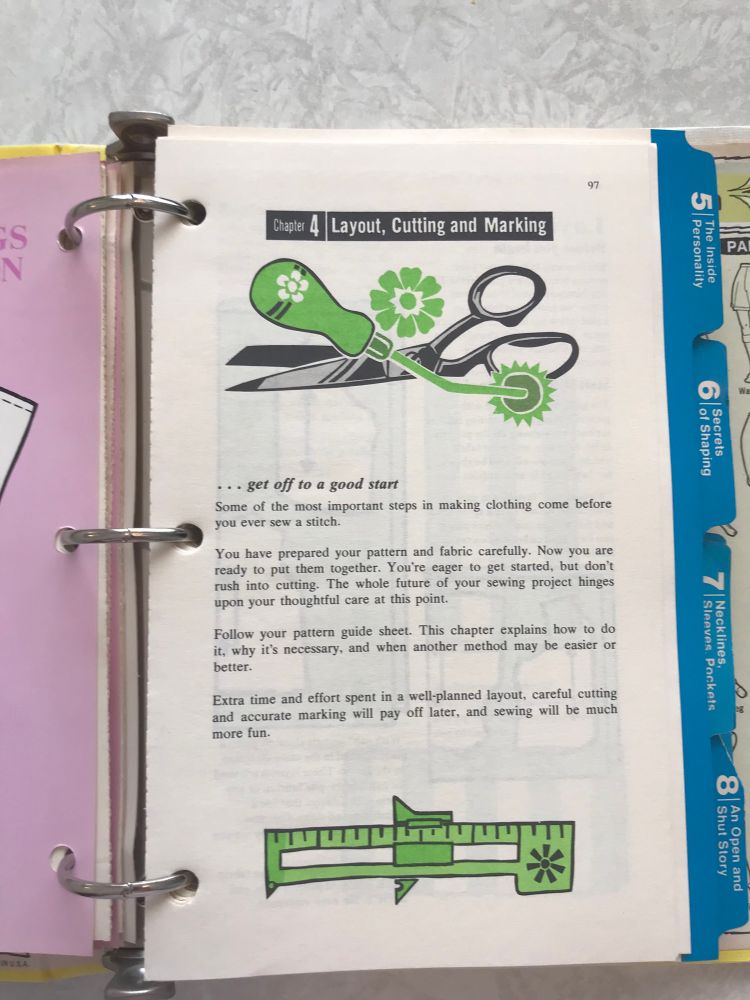 GS
N
IN U.S.A.
97
Chapter 4 Layout, Cutting and Marking
. . . get off to a good start
Some of the most important steps in making clothing come before
you ever sew a stitch.
You have prepared your pattern and fabric carefully. Now you are
ready to put them together. You're eager to get started, but don't
rush into cutting. The whole future of your sewing project hinges
upon your thoughtful care at this point.
Follow your pattern guide sheet. This chapter explains how to do
it, why it's necessary, and when another method may be easier or
better.
Extra time and effort spent in a well-planned layout, careful cutting
and accurate marking will pay off later, and sewing will be much
more fun.
5 The Inside
Personality
6 Secrets
of Shaping
7 Necklines,
Sleeves, Pockets
8 An Open and
Shut Story
PA
Wa